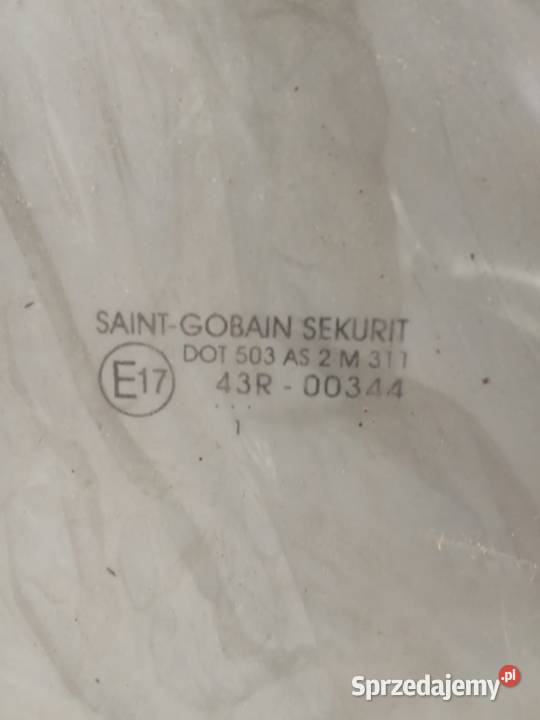 SAINT-GOBAIN SEKURIT
DOT 503 AS 2 M 311
E17 43R - 00344
Sprzedajemy.pl